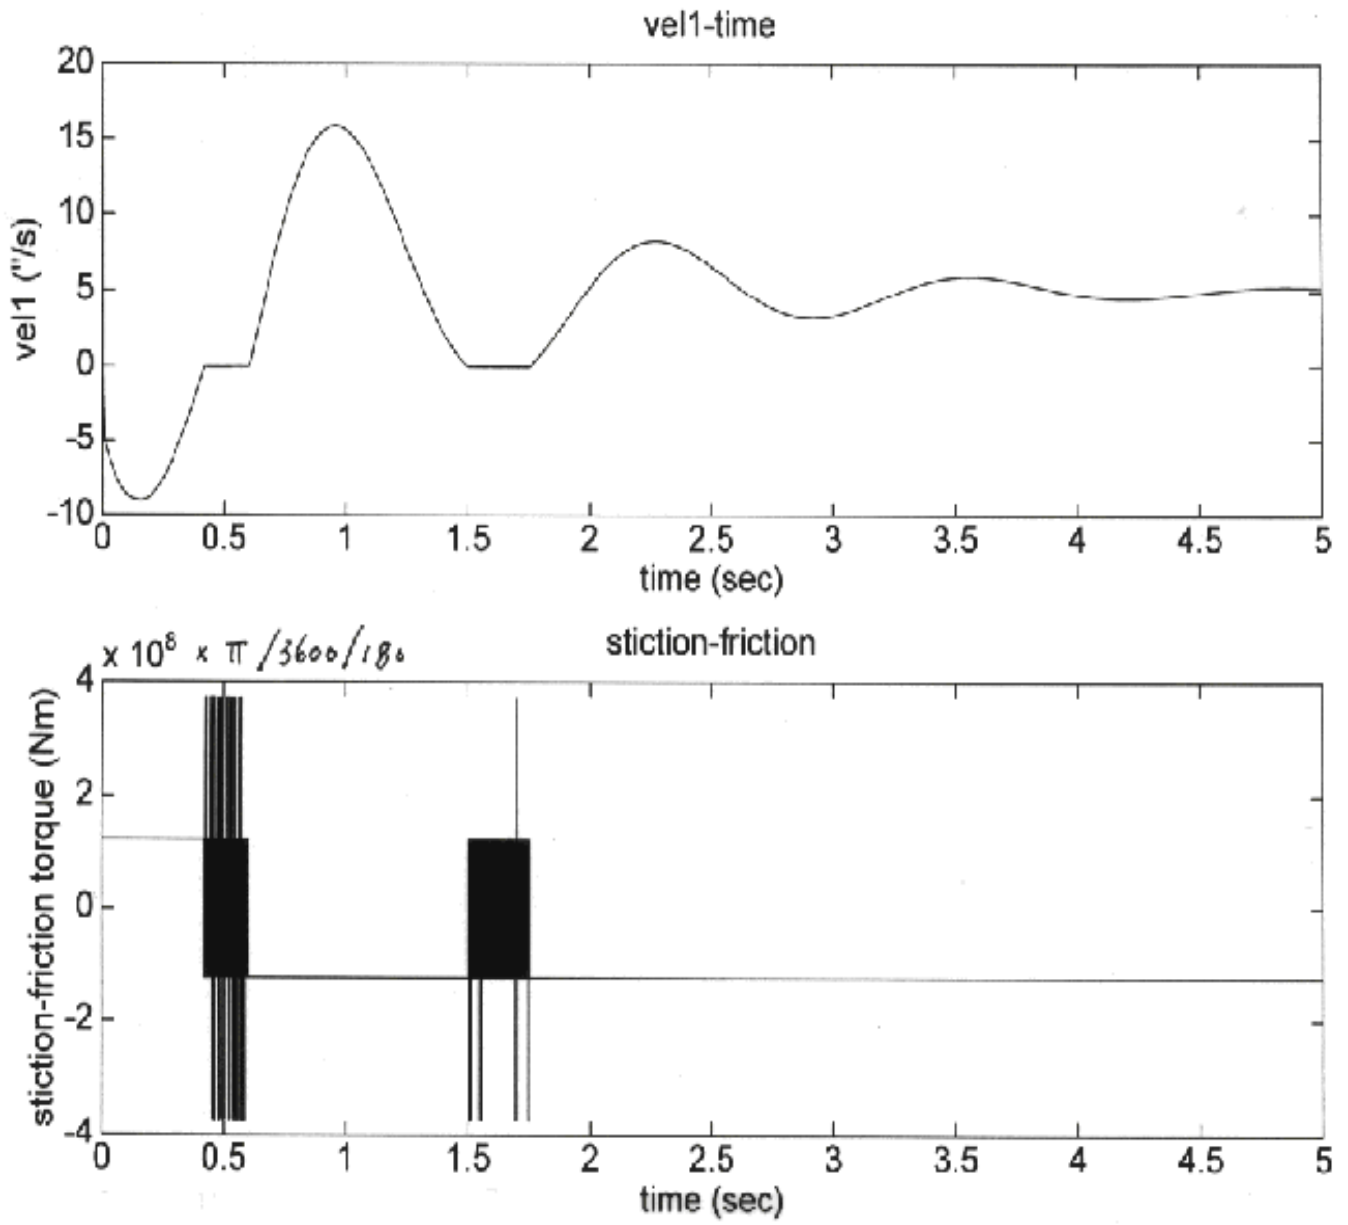 vel1-time
20
15
10
5
0
-5
-10
vel1 ("/s)
0 0.5 1 1.5 2 2.5 3 3.5 4 4.5 5
time (sec)
x 10⁸ × π /3600/180
stiction-friction
4
2
0
-2
-4
stiction-friction torque (Nm)
0 0.5 1 1.5 2 2.5 3 3.5 4 4.5 5
time (sec)